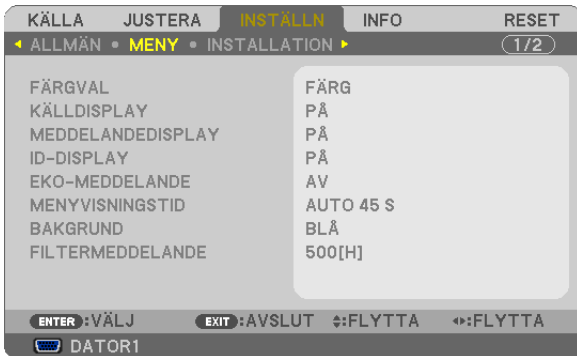 KÄLLA JUSTERA INSTÄLLN INFO RESET
ALLMÄN • MENY • INSTALLATION 1/2
FÄRGVAL FÄRG
KÄLLDISPLAY PÅ
MEDDELANDEDISPLAY PÅ
ID-DISPLAY PÅ
EKO-MEDDELANDE AV
MENYVISNINGSTID AUTO 45 S
BAKGRUND BLÅ
FILTERMEDDELANDE 500[H]
ENTER :VÄLJ EXIT :AVSLUT :FLYTTA :FLYTTA
DATOR1